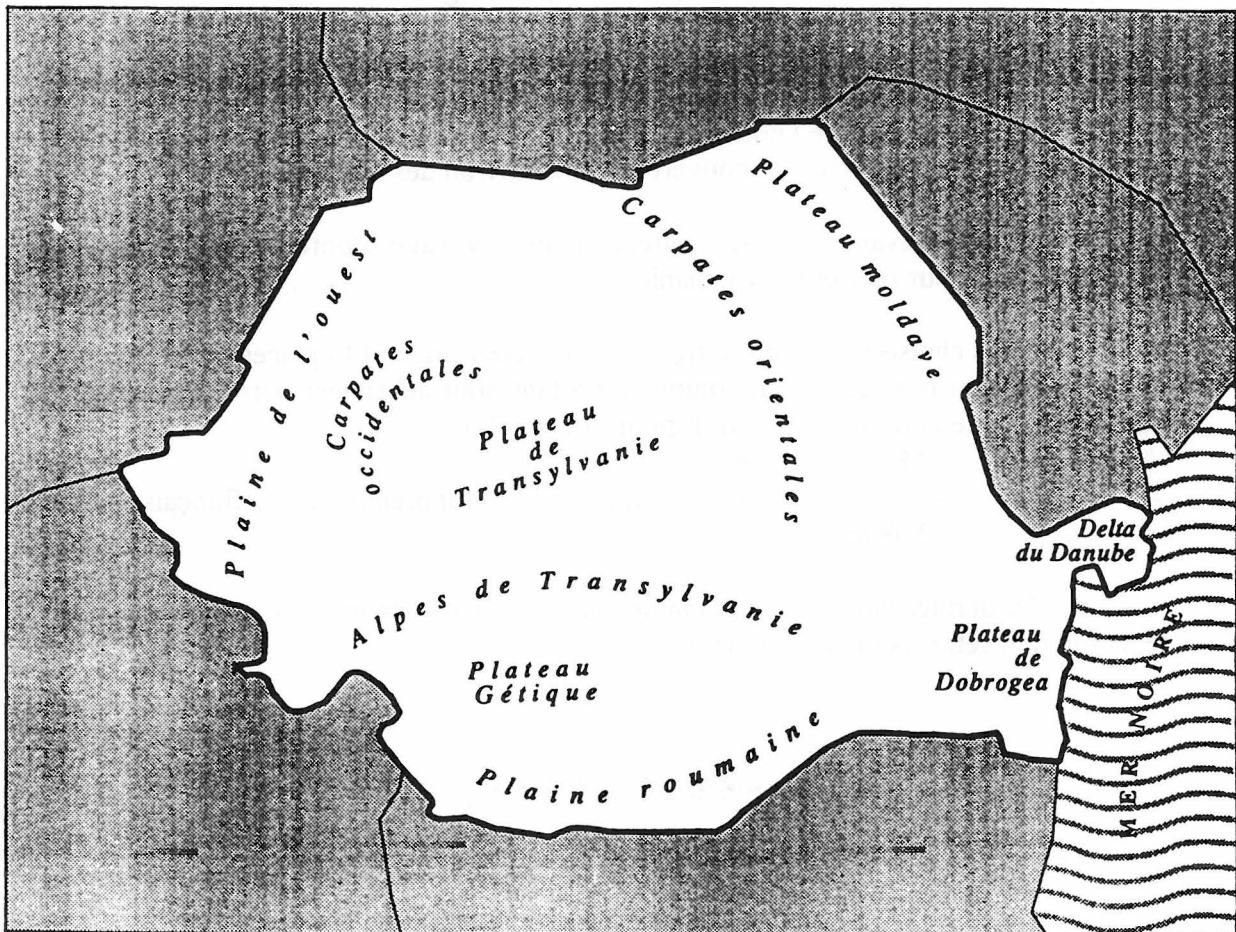 Plateau moldave
Carpates orientales
Plaine de l'ouest
Carpates
occidentales
Plateau
de
Transylvanie
Delta
du Danube
Alpes de Transylvanie
Plateau
de
Dobrogea
MER NOIRE
Plateau
Gétique
Plaine roumaine